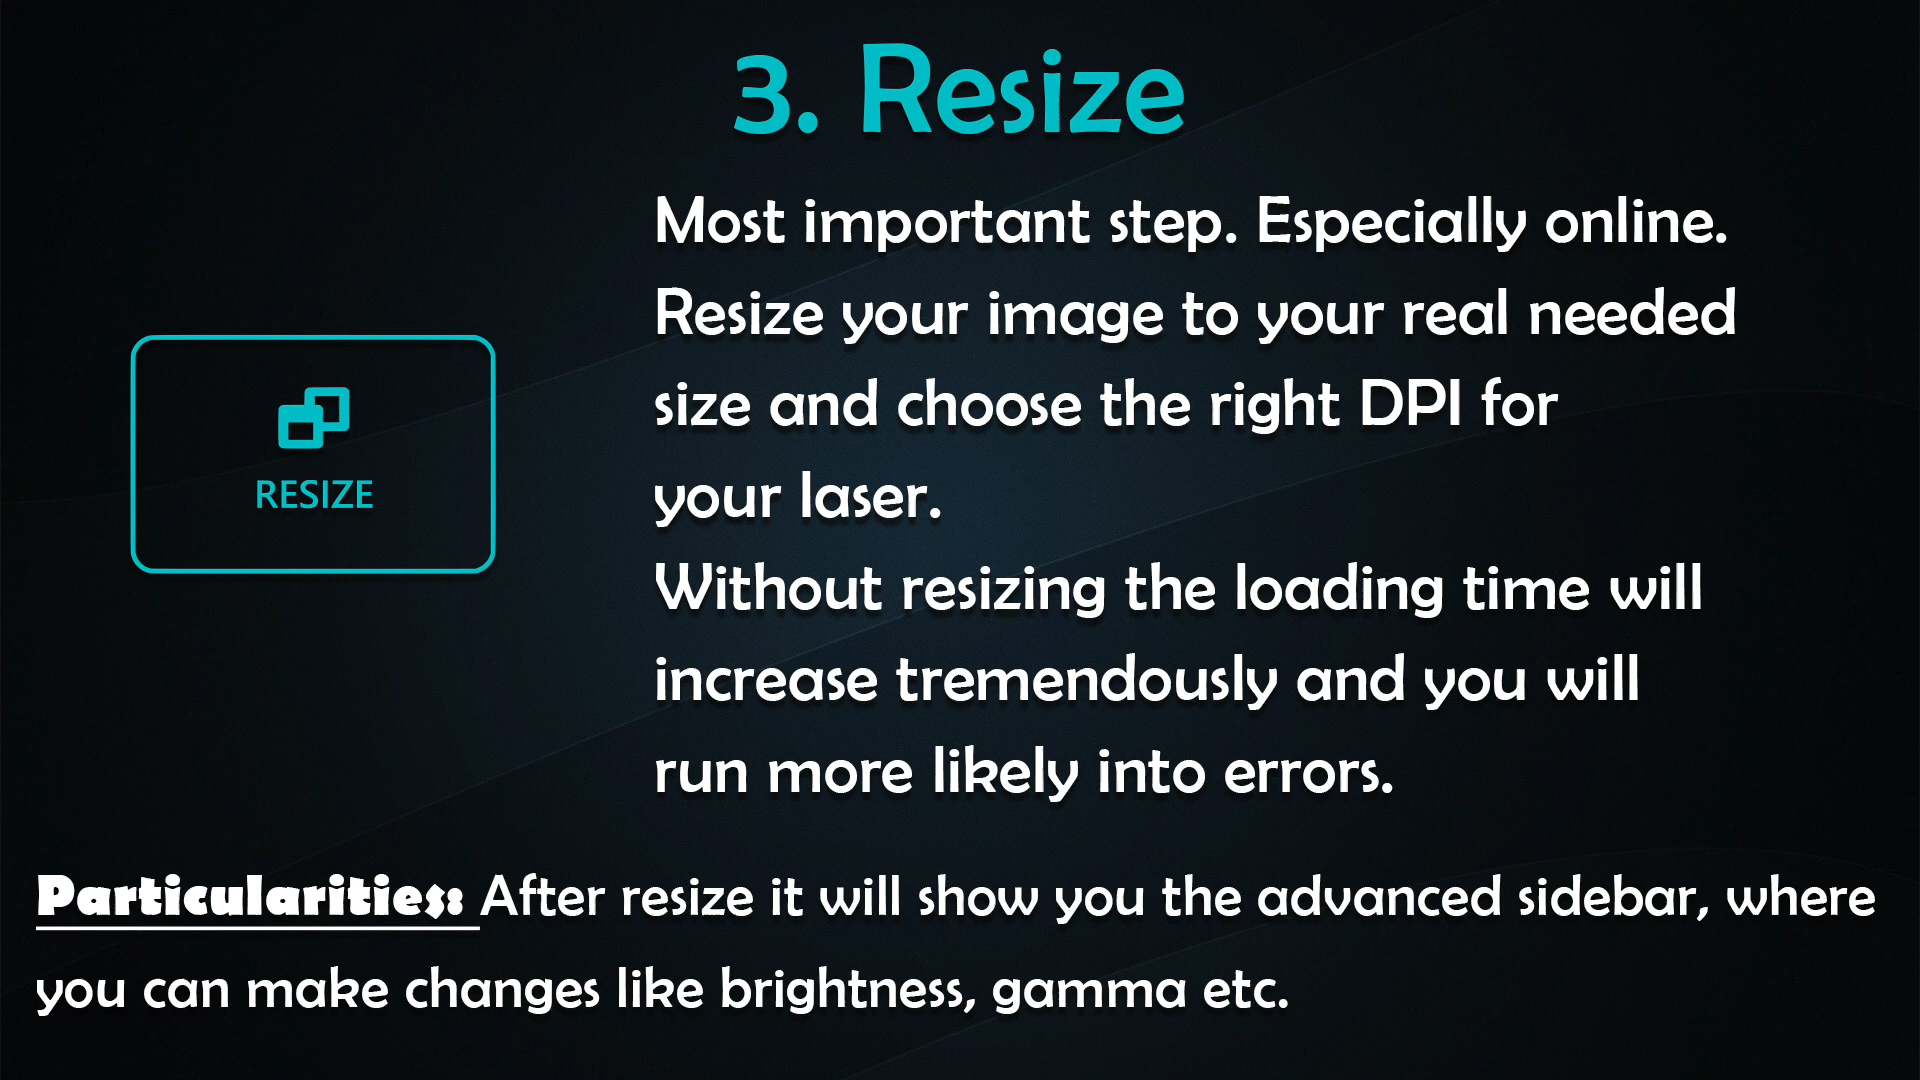 3. Resize
RESIZE
Most important step. Especially online.
Resize your image to your real needed
size and choose the right DPI for
your laser.
Without resizing the loading time will
increase tremendously and you will
run more likely into errors.
Particularities: After resize it will show you the advanced sidebar, where
you can make changes like brightness, gamma etc.